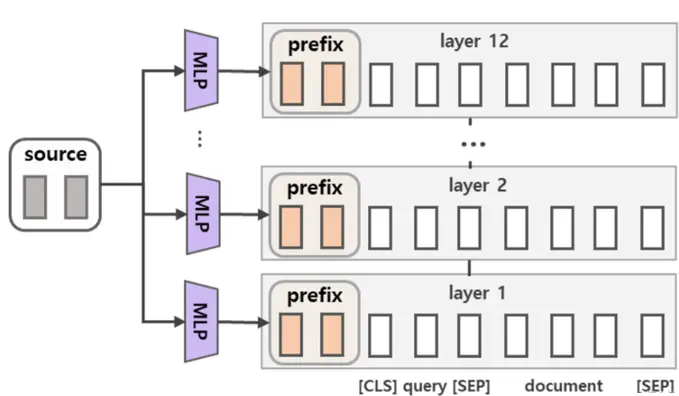 prefix
layer 12
MLP
...
...
source
prefix
layer 2
MLP
prefix
layer 1
MLP
[CLS] query [SEP] document [SEP]